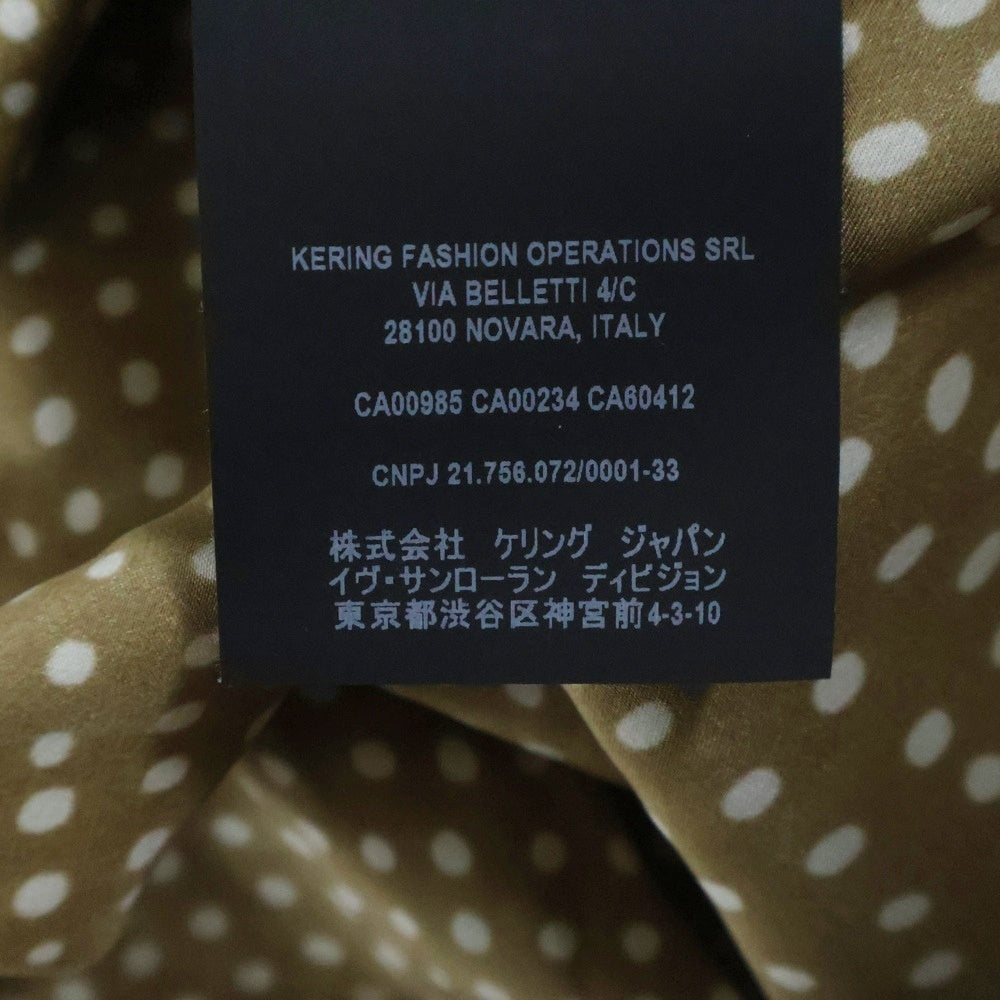 KERING FASHION OPERATIONS SRL
VIA BELLETTI 4/C
28100 NOVARA, ITALY
CA00985 CA00234 CA60412
CNPJ 21.756.072/0001-33
株式会社 ケリング ジャパン
イヴ・サンローラン ディビジョン
東京都渋谷区神宮前4-3-10